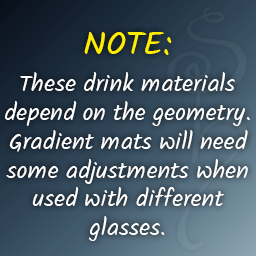 NOTE:
These drink materials
depend on the geometry.
Gradient mats will need
some adjustments when
used with different
glasses.